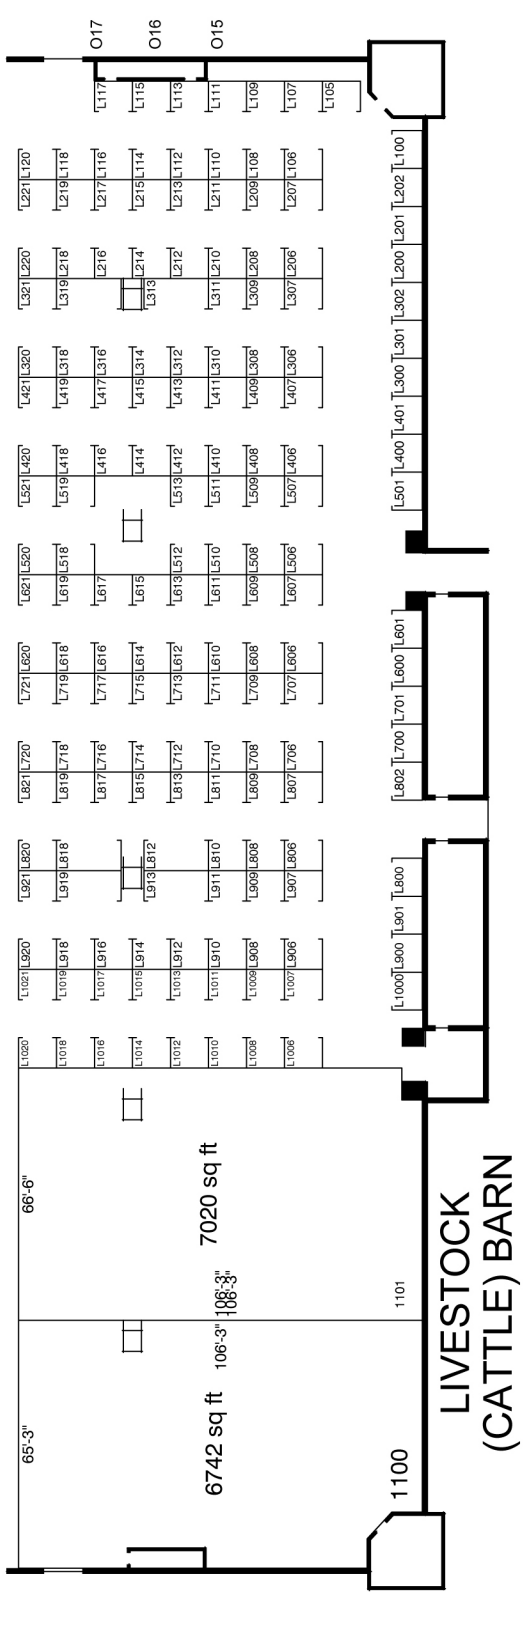 O17 O16 O15
L117 L115 L113 L111 L109 L107 L105
L120 L118 L116 L114 L112 L110 L108 L106
L221 L219 L217 L215 L213 L211 L209 L207
L220 L218 L216 L214 L212 L210 L208 L206
L321 L319 L313 L311 L309 L307
L320 L318 L316 L314 L312 L310 L308 L306
L421 L419 L417 L415 L413 L411 L409 L407
L420 L418 L416 L414 L412 L410 L408 L406
L521 L519 L513 L511 L509 L507
L520 L518 L512 L510 L508 L506
L621 L619 L617 L615 L613 L611 L609 L607
L620 L618 L616 L614 L612 L610 L608 L606
L721 L719 L717 L715 L713 L711 L709 L707
L720 L718 L716 L714 L712 L710 L708 L706
L821 L819 L817 L815 L813 L811 L809 L807
L820 L818 L812 L810 L808 L806
L921 L919 L913 L911 L909 L907
L920 L918 L916 L914 L912 L910 L908 L906
L1021 L1019 L1017 L1015 L1013 L1011 L1009 L1007
L1020 L1018 L1016 L1014 L1012 L1010 L1008 L1006
L100
L202
L201
L200
L302
L301
L300
L401
L400
L501
L601
L600
L701
L700
L802
L800
L901
L900
L1000
66'-6"
7020 sq ft
106'-3"
106'-3"
1101
106'-3"
65'-3"
6742 sq ft
1100
LIVESTOCK
(CATTLE) BARN